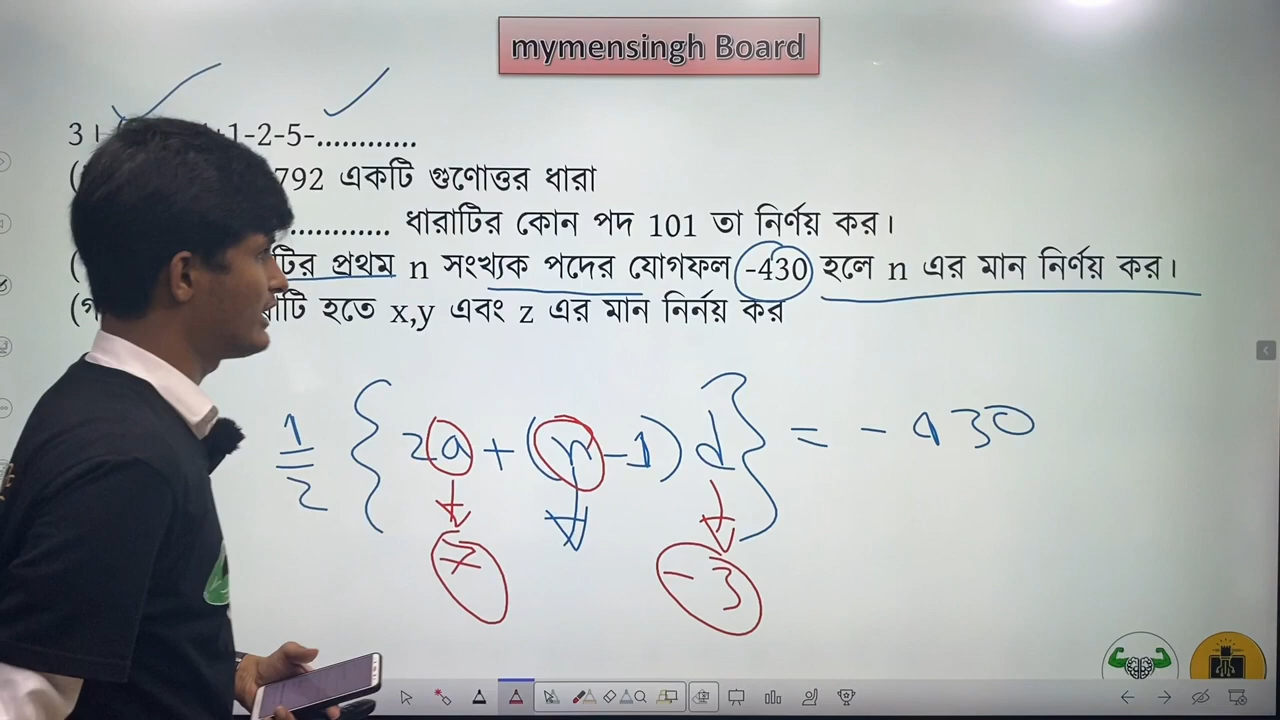 mymensingh Board
3। 1-2-5-............
792 একটি গুণোত্তর ধারা
............. ধারাটির কোন পদ 101 তা নির্ণয় কর।
টির প্রথম n সংখ্যক পদের যোগফল -430 হলে n এর মান নির্ণয় কর।
(গ হতে x,y এবং z এর মান নির্নয় কর
1/2 {2a + (n-1) d} = - 430
7 -3